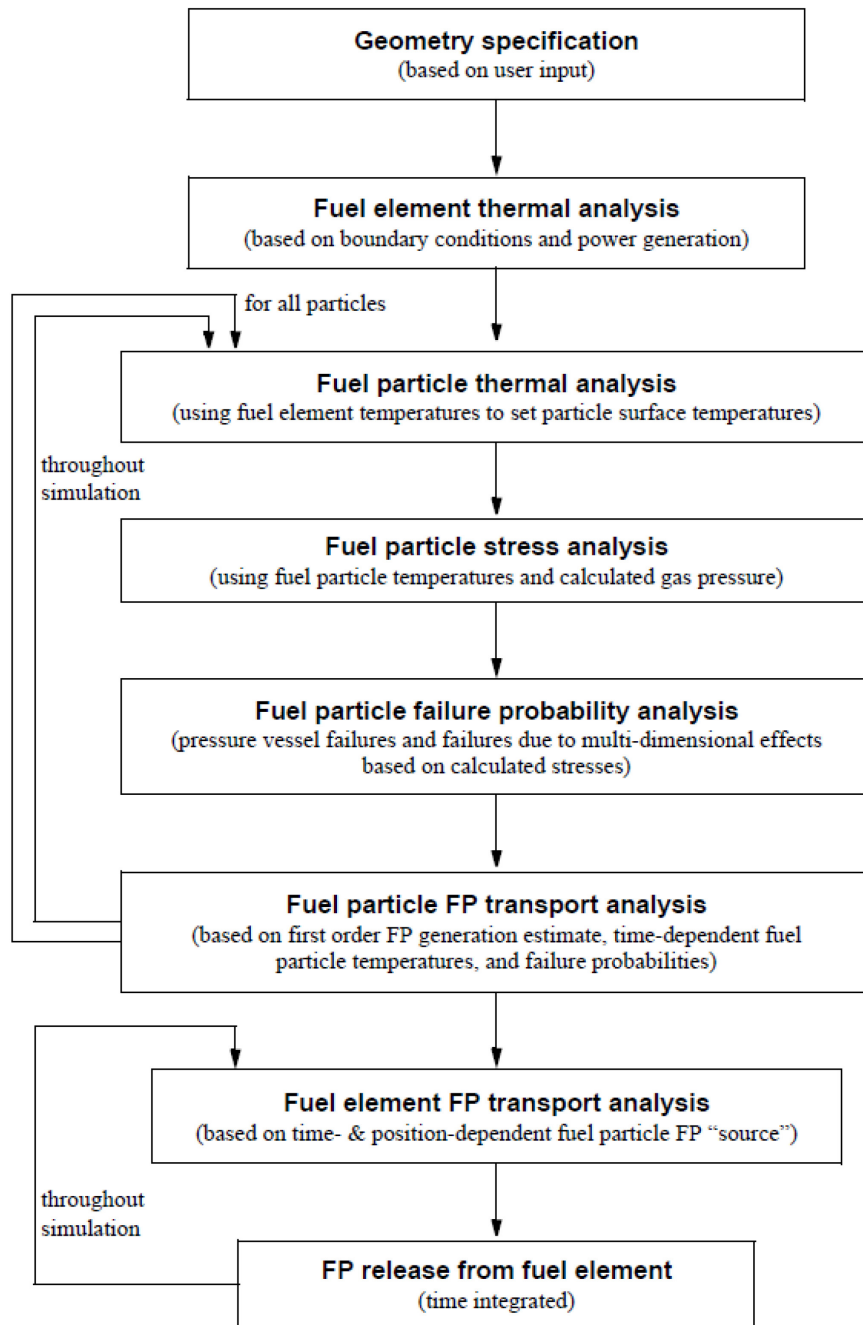 Geometry specification
(based on user input)
Fuel element thermal analysis
(based on boundary conditions and power generation)
for all particles
Fuel particle thermal analysis
(using fuel element temperatures to set particle surface temperatures)
throughout
simulation
Fuel particle stress analysis
(using fuel particle temperatures and calculated gas pressure)
Fuel particle failure probability analysis
(pressure vessel failures and failures due to multi-dimensional effects
based on calculated stresses)
Fuel particle FP transport analysis
(based on first order FP generation estimate, time-dependent fuel
particle temperatures, and failure probabilities)
Fuel element FP transport analysis
(based on time- & position-dependent fuel particle FP “source”)
throughout
simulation
FP release from fuel element
(time integrated)